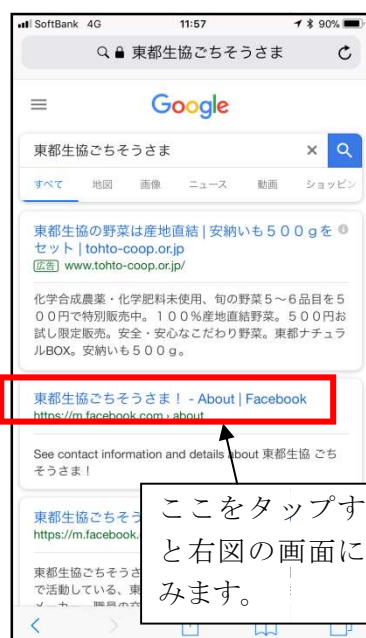 SoftBank 4G 11:57 90%
東都生協ごちそうさま
Google
東都生協ごちそうさま
すべて 地図 画像 ニュース 動画 ショッピン
東都生協の野菜は産地直結 | 安納いも500gを
セット | tohto-coop.or.jp
広告 www.tohto-coop.or.jp/
化学合成農薬・化学肥料未使用、旬の野菜5~6品目を5
00円で特別販売中。100%産地直結野菜。500円お
試し限定販売。安全・安心なこだわり野菜。東都ナチュラ
ルBOX。安納いも500g。
東都生協ごちそうさま! - About | Facebook
https://m.facebook.com › about
See contact information and details about 東都生協 ごち
そうさま!
東都生協ごちそう
https://m.facebook.
東都生協ごちそうさ
で活動している、東
ここをタップす
と右図の画面に
みます。